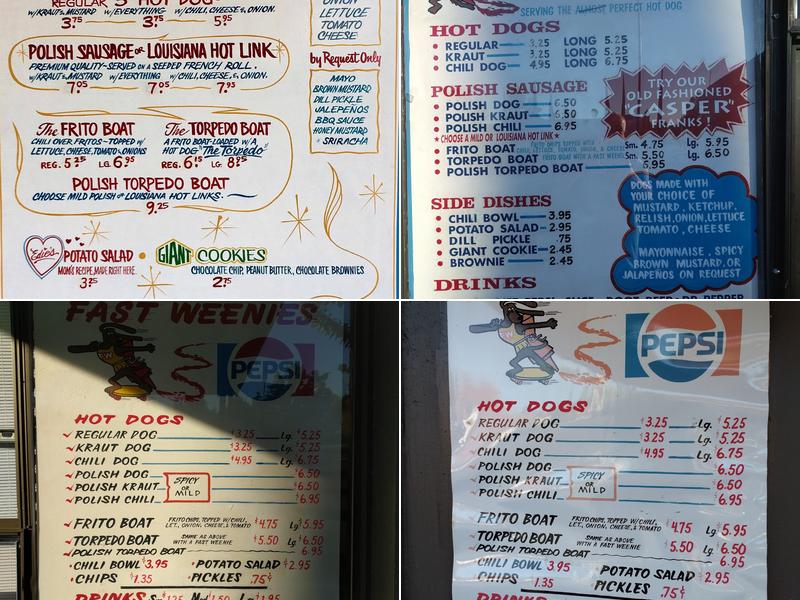 REGULAR HOT DOG
W/KRAUT & MUSTARD W/EVERYTHING W/CHILI, CHEESE, & ONION.
3.75 3.75 5.95
POLISH SAUSAGE or LOUISIANA HOT LINK
PREMIUM QUALITY-SERVED ON A SEEDED FRENCH ROLL.
W/KRAUT & MUSTARD W/EVERYTHING W/CHILI, CHEESE, & ONION.
7.05 7.05 7.95
The FRITO BOAT
CHILI OVER FRITOS-TOPPED W/
LETTUCE, CHEESE, TOMATO & ONIONS
REG. 5.25 LG. 6.95
The TORPEDO BOAT
A FRITO BOAT LOADED W/A
HOT DOG "The Torpedo"
REG. 6.15 LG. 8.25
POLISH TORPEDO BOAT
CHOOSE MILD POLISH or LOUISIANA HOT LINKS.
9.25
Edie's POTATO SALAD
MOM'S RECIPE, MADE RIGHT HERE.
3.25
GIANT COOKIES
CHOCOLATE CHIP, PEANUT BUTTER, CHOCOLATE BROWNIES
2.75
ONION
LETTUCE
TOMATO
CHEESE
by Request Only
MAYO
BROWN MUSTARD
DILL PICKLE
JALAPEÑOS
BBQ SAUCE
HONEY MUSTARD
SRIRACHA
SERVING THE ALMOST PERFECT HOT DOG
HOT DOGS
REGULAR 3.25 LONG 5.25
KRAUT 3.25 LONG 5.25
CHILI DOG 4.95 LONG 6.75
POLISH SAUSAGE
POLISH DOG 6.50
POLISH KRAUT 6.50
POLISH CHILI 6.95
★ CHOOSE A MILD OR LOUISIANA HOT LINK ★
FRITO BOAT Sm. 4.75 Lg. 5.95
TORPEDO BOAT Sm. 5.50 Lg. 6.50
POLISH TORPEDO BOAT 6.95
TRY OUR
OLD FASHIONED
"CASPER"
FRANKS!
SIDE DISHES
CHILI BOWL 3.95
POTATO SALAD 2.95
DILL PICKLE .75
GIANT COOKIE 2.45
BROWNIE 2.45
DRINKS
DOGS MADE WITH
YOUR CHOICE OF
MUSTARD, KETCHUP,
RELISH, ONION, LETTUCE
TOMATO, CHEESE
MAYONNAISE, SPICY
BROWN MUSTARD, OR
JALAPEÑOS ON REQUEST
FAST WEENIES
PEPSI
HOT DOGS
REGULAR DOG $3.25 Lg. $5.25
KRAUT DOG $3.25 Lg. $5.25
CHILI DOG $4.95 Lg. $6.75
POLISH DOG $6.50
POLISH KRAUT $6.50
POLISH CHILI $6.95
SPICY
OR
MILD
FRITO BOAT FRITO CHIPS, TOPPED W/CHILI,
LET., ONION, CHEESE, & TOMATO $4.75 Lg $5.95
TORPEDO BOAT SAME AS ABOVE
WITH A FAST WEENIE $5.50 Lg $6.50
POLISH TORPEDO BOAT 6.95
CHILI BOWL $3.95 POTATO SALAD $2.95
CHIPS $1.35 PICKLES .75¢
DRINKS
PEPSI
HOT DOGS
REGULAR DOG $3.25 Lg. $5.25
KRAUT DOG $3.25 Lg. $5.25
CHILI DOG $4.95 Lg. $6.75
POLISH DOG $6.50
POLISH KRAUT $6.50
POLISH CHILI $6.95
SPICY
OR
MILD
FRITO BOAT FRITO CHIPS, TOPPED W/CHILI,
LET., ONION, CHEESE, & TOMATO $4.75 Lg $5.95
TORPEDO BOAT SAME AS ABOVE
WITH A FAST WEENIE $5.50 Lg $6.50
POLISH TORPEDO BOAT 6.95
CHILI BOWL 3.95 POTATO SALAD $2.95
CHIPS 1.35 PICKLES .75¢
DRINKS